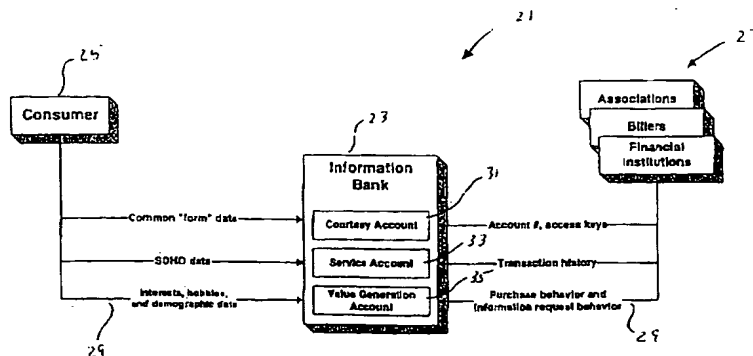 21
25
Consumer
23
Associations
Billers
Financial
Institutions
Information
Bank
31
Common "form" data
Courtesy Account
Account #, access keys
33
SOHO data
Service Account
Transaction history
35
Interests, hobbies,
and demographic data
Value Generation
Account
Purchase behavior and
information request behavior
29
29